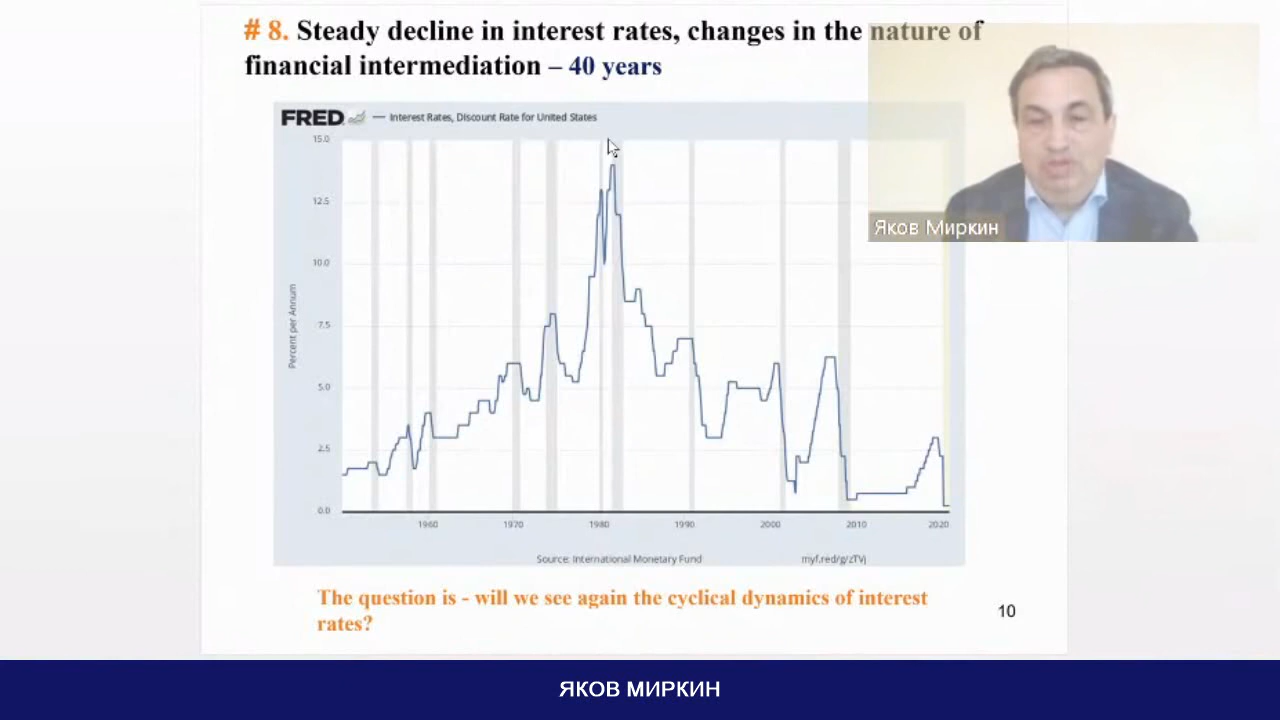 # 8. Steady decline in interest rates, changes in the nature of
financial intermediation – 40 years
FRED — Interest Rates, Discount Rate for United States
15.0
12.5
10.0
7.5
5.0
2.5
0.0
Percent per Annum
1960 1970 1980 1990 2000 2010 2020
Source: International Monetary Fund myf.red/g/zTVj
Яков Миркин
The question is - will we see again the cyclical dynamics of interest
rates?
10
ЯКОВ МИРКИН